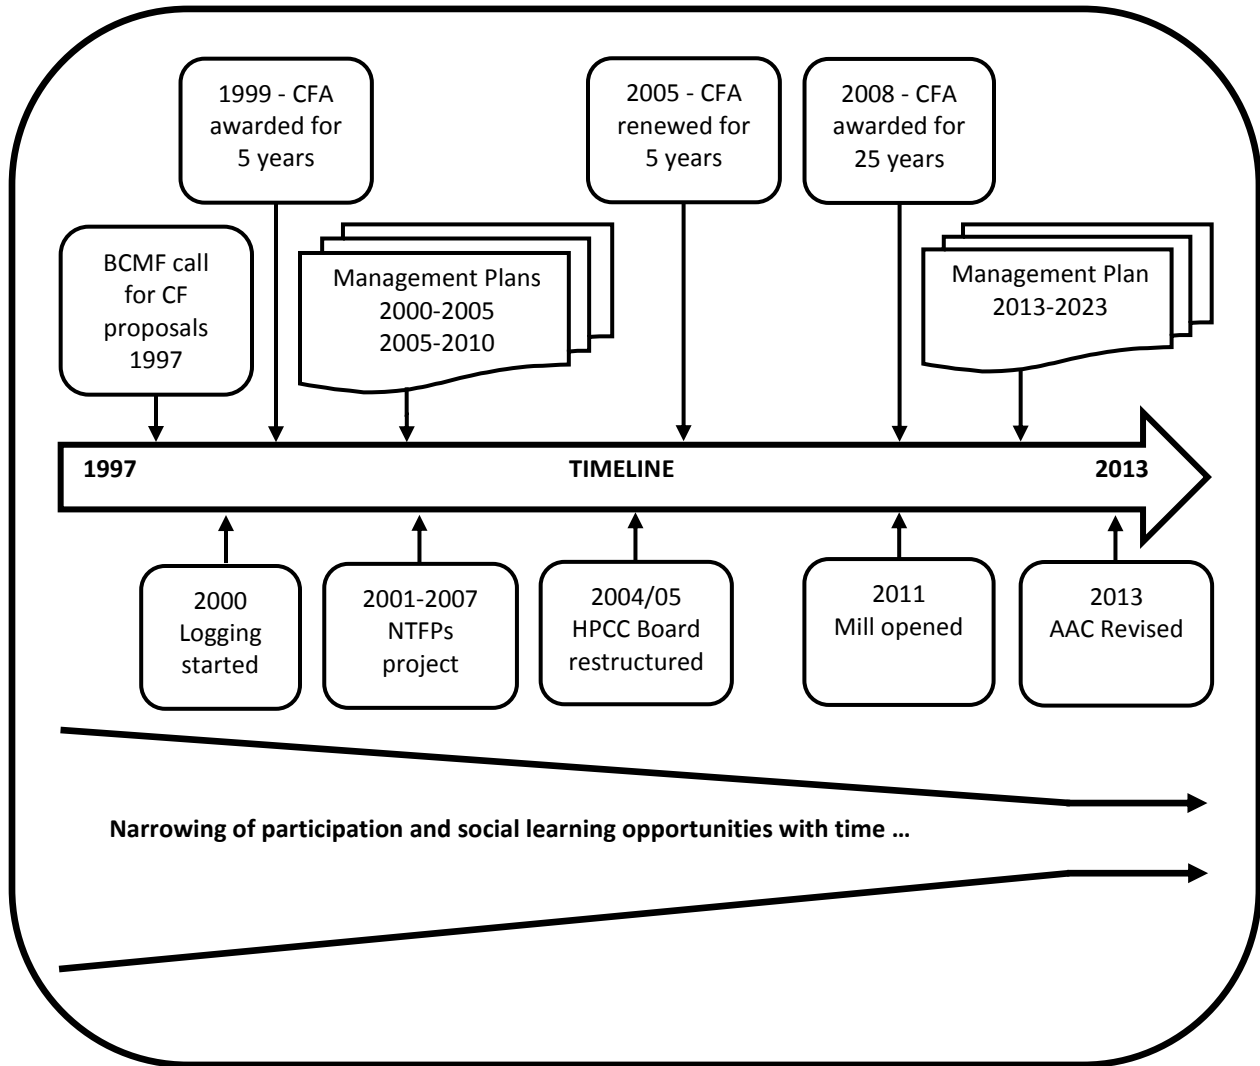 1999 - CFA
awarded for
5 years
2005 - CFA
renewed for
5 years
2008 - CFA
awarded for
25 years
BCMF call
for CF
proposals
1997
Management Plans
2000-2005
2005-2010
Management Plan
2013-2023
1997
TIMELINE
2013
2000
Logging
started
2001-2007
NTFPs
project
2004/05
HPCC Board
restructured
2011
Mill opened
2013
AAC Revised
Narrowing of participation and social learning opportunities with time ...